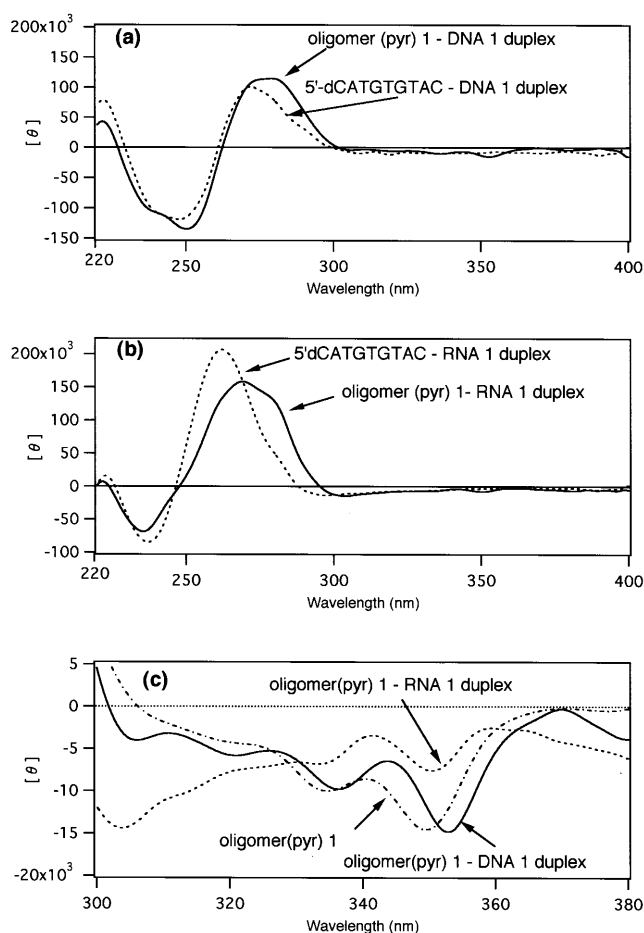 (a)
oligomer (pyr) 1 - DNA 1 duplex
5'-dCATGTGTAC - DNA 1 duplex
200x10³
150
100
50
0
-50
-100
-150
[ θ ]
220
250
300
350
400
Wavelength (nm)
(b)
5'dCATGTGTAC - RNA 1 duplex
oligomer (pyr) 1- RNA 1 duplex
200x10³
150
100
50
0
-50
-100
[ θ ]
220
250
300
350
400
Wavelength (nm)
(c)
oligomer(pyr) 1 - RNA 1 duplex
oligomer(pyr) 1
oligomer(pyr) 1 - DNA 1 duplex
5
0
-5
-10
-15
-20x10³
[ θ ]
300
320
340
360
380
Wavelength (nm)